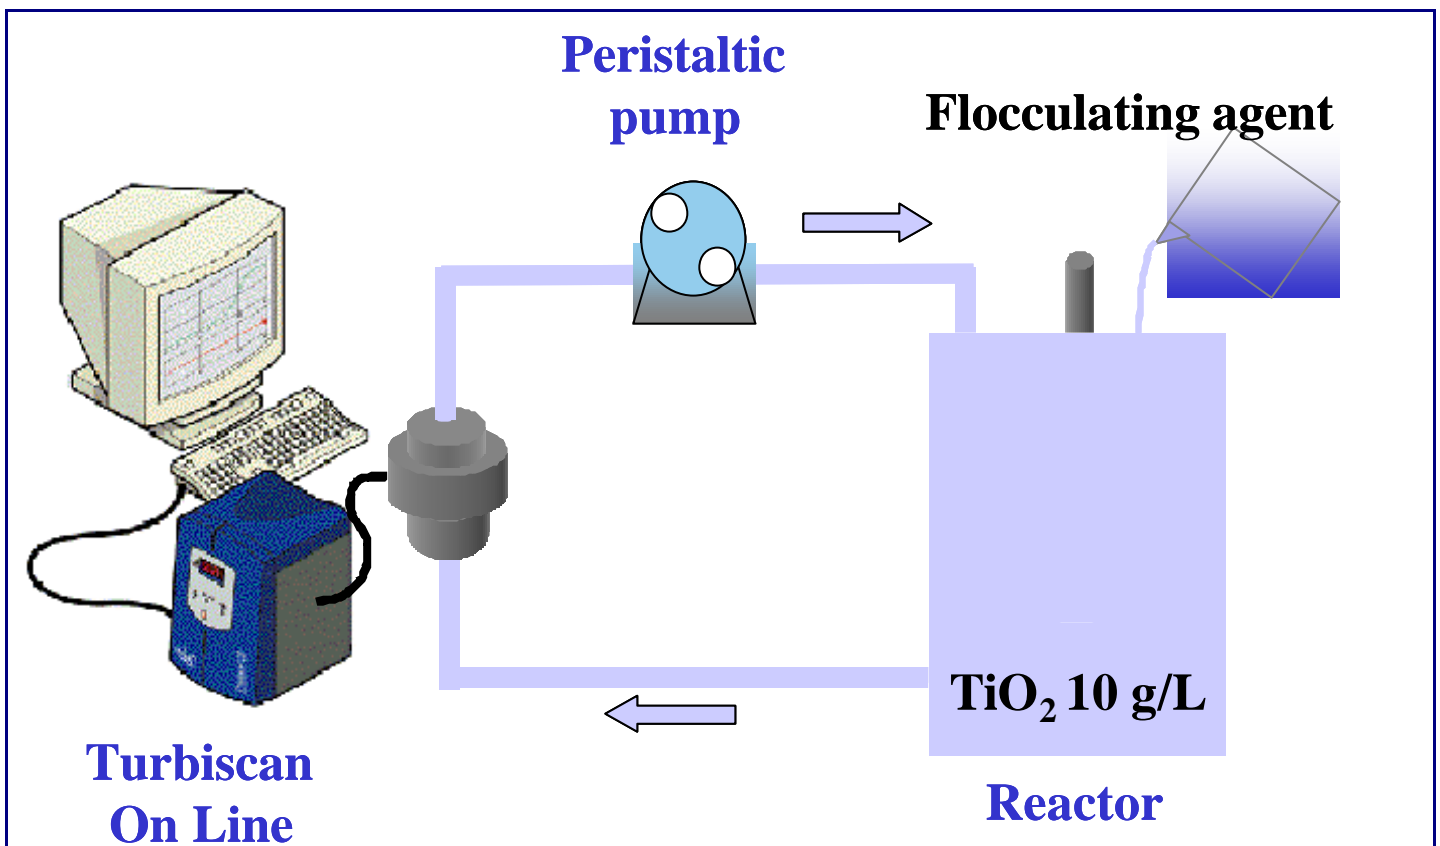 Peristaltic
pump
Flocculating agent
TiO₂ 10 g/L
Turbiscan
On Line
Reactor